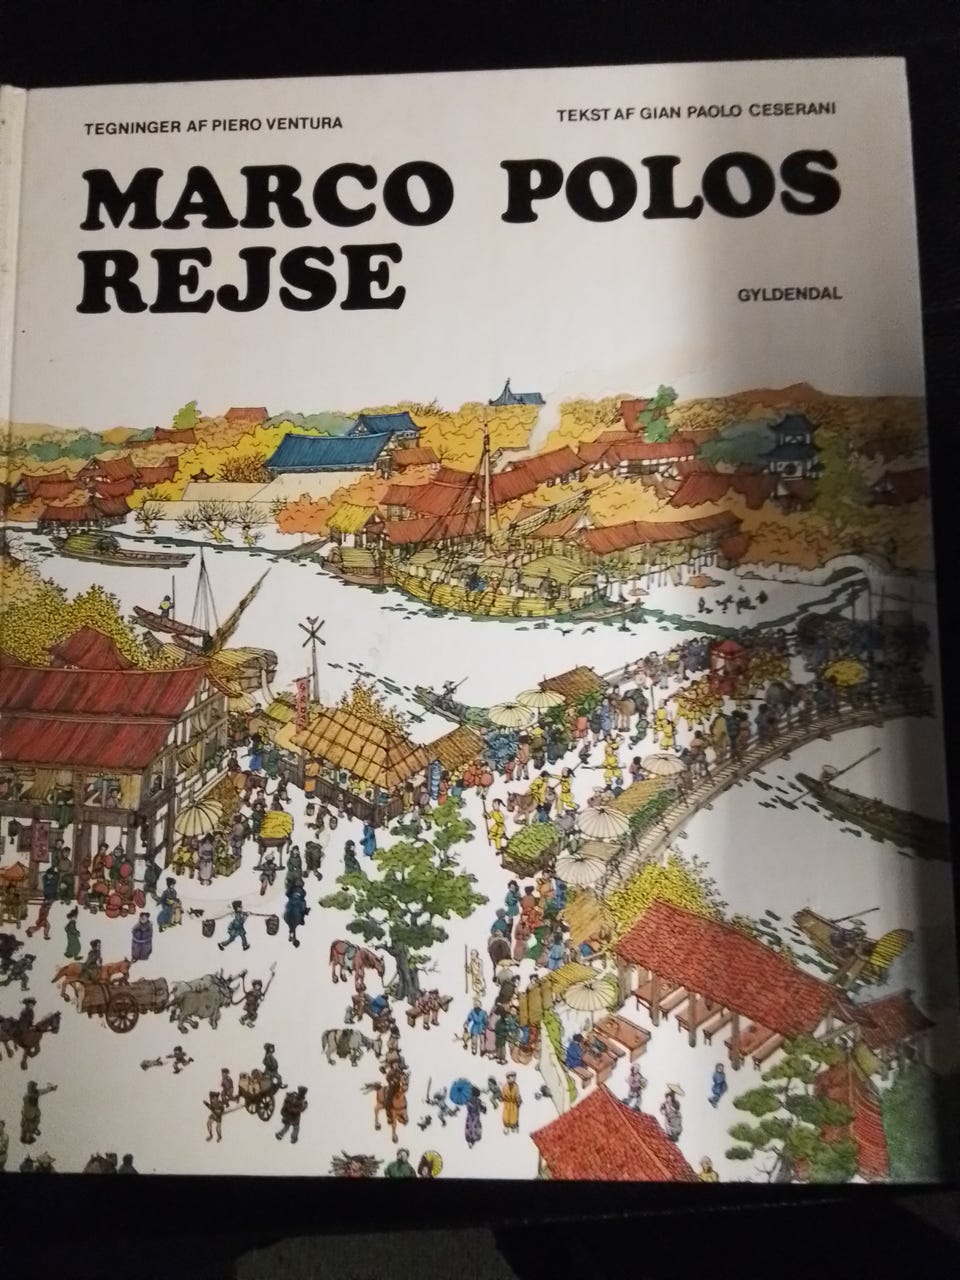 TEGNINGER AF PIERO VENTURA
TEKST AF GIAN PAOLO CESERANI
MARCO POLOS
REJSE
GYLDENDAL